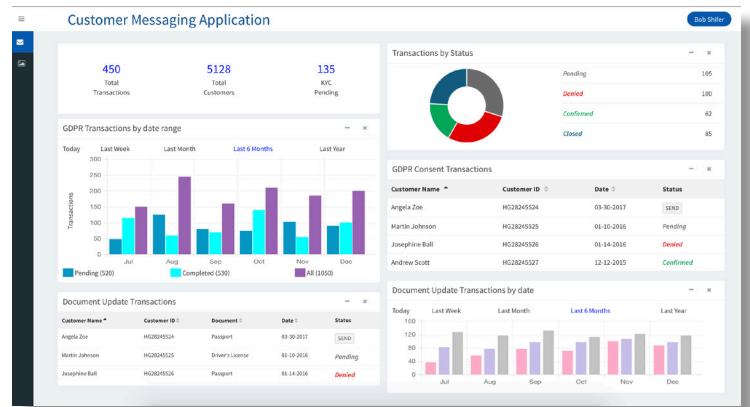 Customer Messaging Application
Bob Shifer
450
Total
Transactions
5128
Total
Customers
135
KYC
Pending
GDPR Transactions by date range
Today Last Week Last Month Last 6 Months Last Year
Transactions
300
250
200
150
100
50
0
Jul Aug Sep Oct Nov Dec
Pending (520) Completed (530) All (1050)
Document Update Transactions
Customer Name Customer ID Document Date Status
Angela Zoe HG28245524 Passport 03-30-2017 SEND
Martin Johnson HG28245525 Driver's License 01-10-2016 Pending
Josephine Ball HG28245526 Passport 01-14-2016 Denied
Transactions by Status
Pending 105
Denied 100
Confirmed 62
Closed 85
GDPR Consent Transactions
Customer Name Customer ID Date Status
Angela Zoe HG28245524 03-30-2017 SEND
Martin Johnson HG28245525 01-10-2016 Pending
Josephine Ball HG28245526 01-14-2016 Denied
Andrew Scott HG28245527 12-12-2015 Confirmed
Document Update Transactions by date
Today Last Week Last Month Last 6 Months Last Year
160
120
80
40
0
Jul Aug Sep Oct Nov Dec